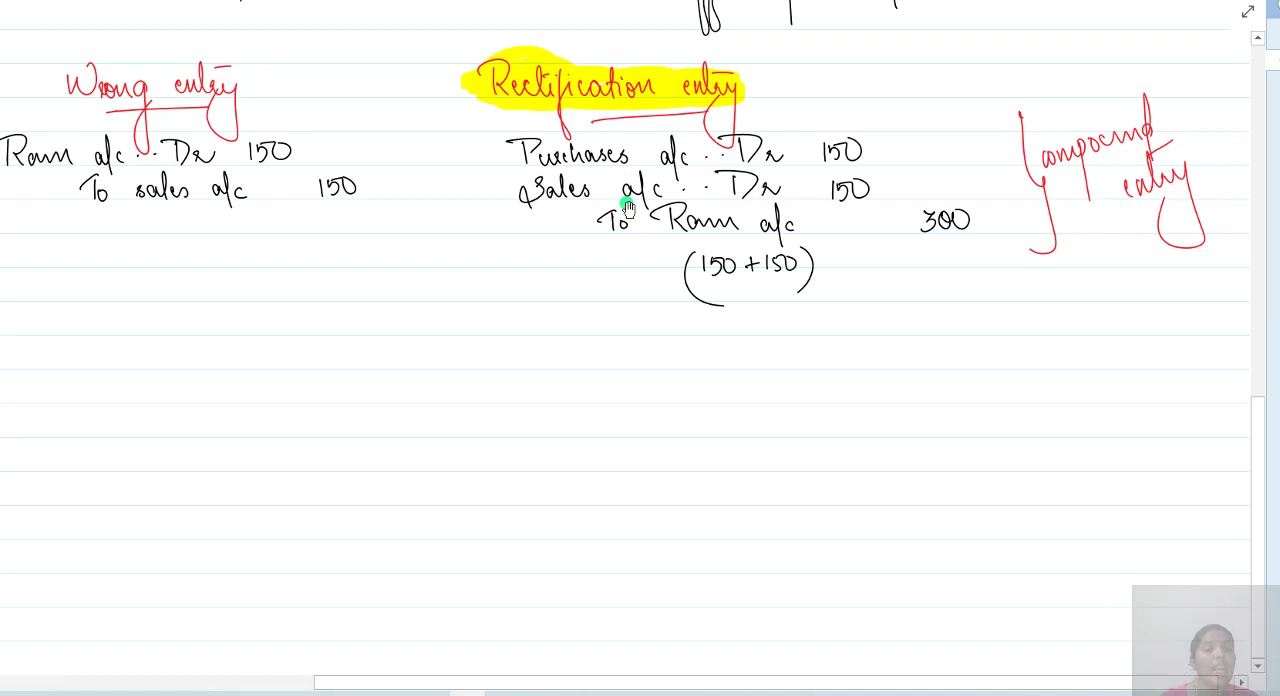 Wrong entry
Rectification entry
Ram a/c .. Dr 150
To sales a/c 150
Purchases a/c .. Dr 150
Sales a/c .. Dr 150
To Ram a/c 300
(150 + 150)
Compound
entry